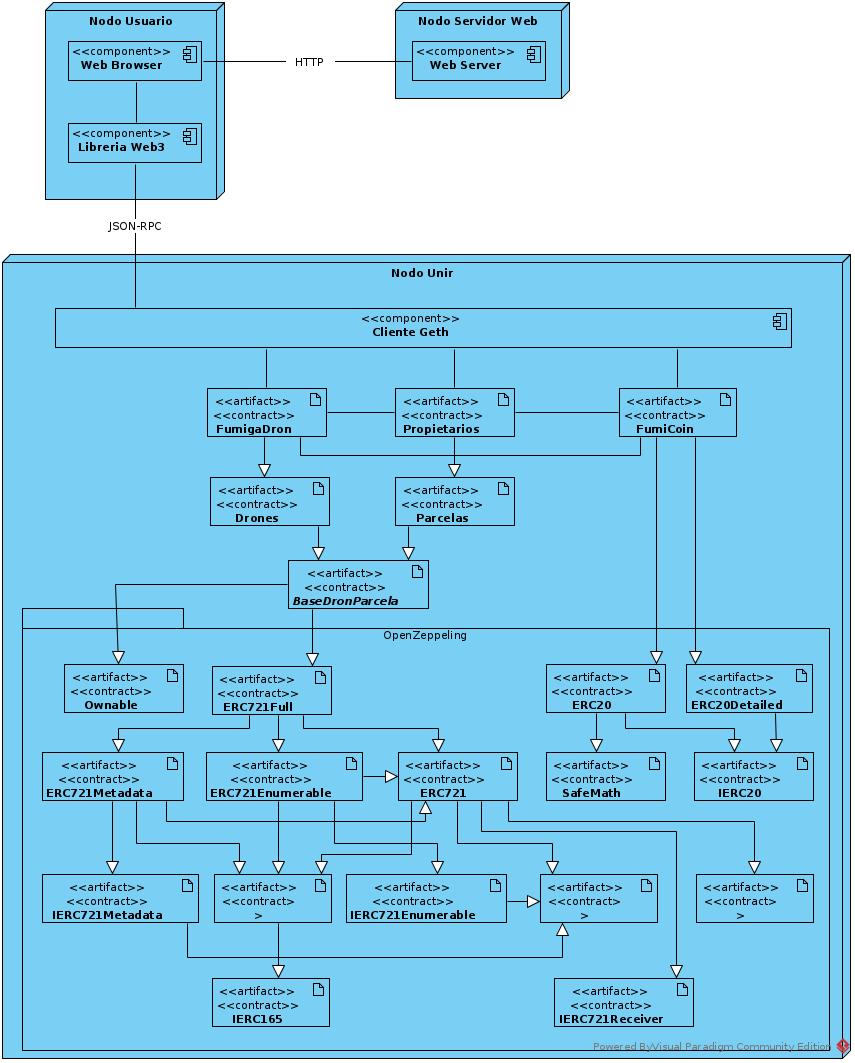 Nodo Usuario
<<component>>
Web Browser
HTTP
Nodo Servidor Web
<<component>>
Web Server
<<component>>
Libreria Web3
JSON-RPC
Nodo Unir
<<component>>
Cliente Geth
<<artifact>>
<<contract>>
FumigaDron
<<artifact>>
<<contract>>
Propietarios
<<artifact>>
<<contract>>
FumiCoin
<<artifact>>
<<contract>>
Drones
<<artifact>>
<<contract>>
Parcelas
<<artifact>>
<<contract>>
BaseDronParcela
OpenZeppeling
<<artifact>>
<<contract>>
Ownable
<<artifact>>
<<contract>>
ERC721Full
<<artifact>>
<<contract>>
ERC20
<<artifact>>
<<contract>>
ERC20Detailed
<<artifact>>
<<contract>>
ERC721Metadata
<<artifact>>
<<contract>>
ERC721Enumerable
<<artifact>>
<<contract>>
ERC721
<<artifact>>
<<contract>>
SafeMath
<<artifact>>
<<contract>>
IERC20
<<artifact>>
<<contract>>
IERC721Metadata
<<artifact>>
<<contract>
>
<<artifact>>
<<contract>>
IERC721Enumerable
<<artifact>>
<<contract>
>
<<artifact>>
<<contract>
>
<<artifact>>
<<contract>>
IERC165
<<artifact>>
<<contract>>
IERC721Receiver
Powered ByVisual Paradigm Community Edition